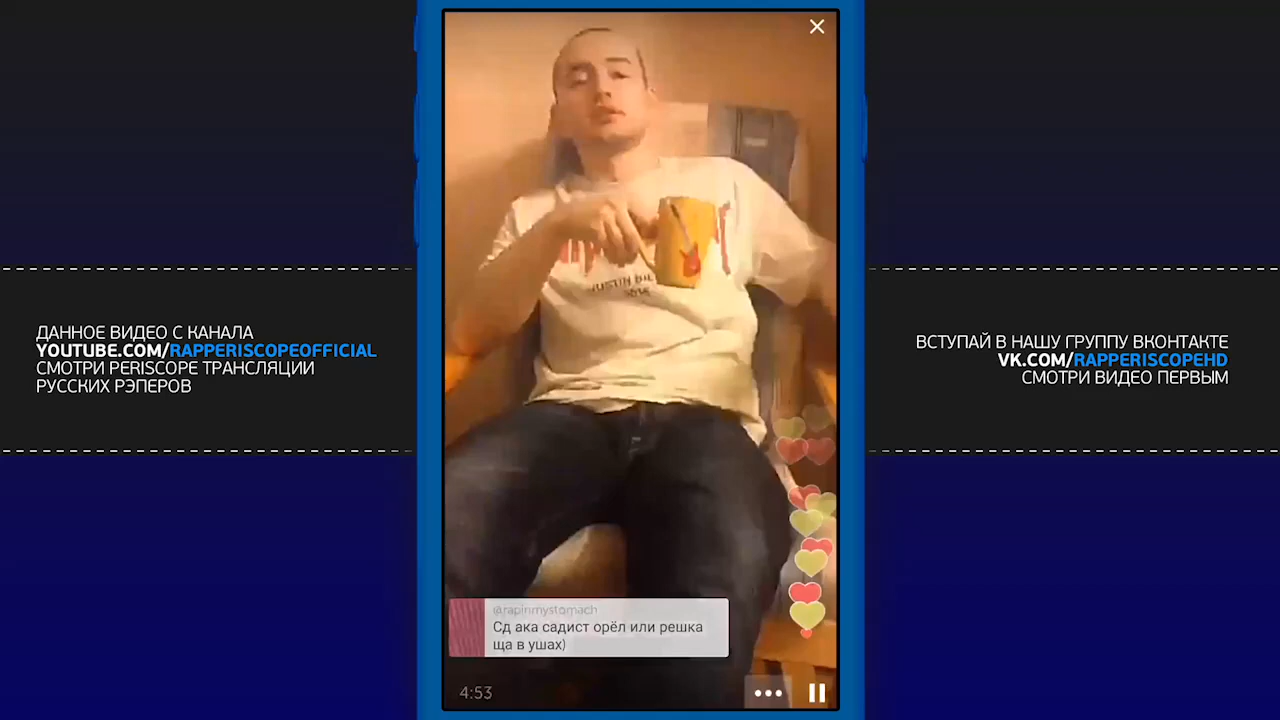 ДАННОЕ ВИДЕО С КАНАЛА
YOUTUBE.COM/RAPPERISCOPEOFFICIAL
СМОТРИ PERISCOPE ТРАНСЛЯЦИИ
РУССКИХ РЭПЕРОВ
ВСТУПАЙ В НАШУ ГРУППУ ВКОНТАКТЕ
VK.COM/RAPPERISCOPEHD
СМОТРИ ВИДЕО ПЕРВЫМ
@rapinmystomach
Сд ака садист орёл или решка
ща в ушах)
4:53